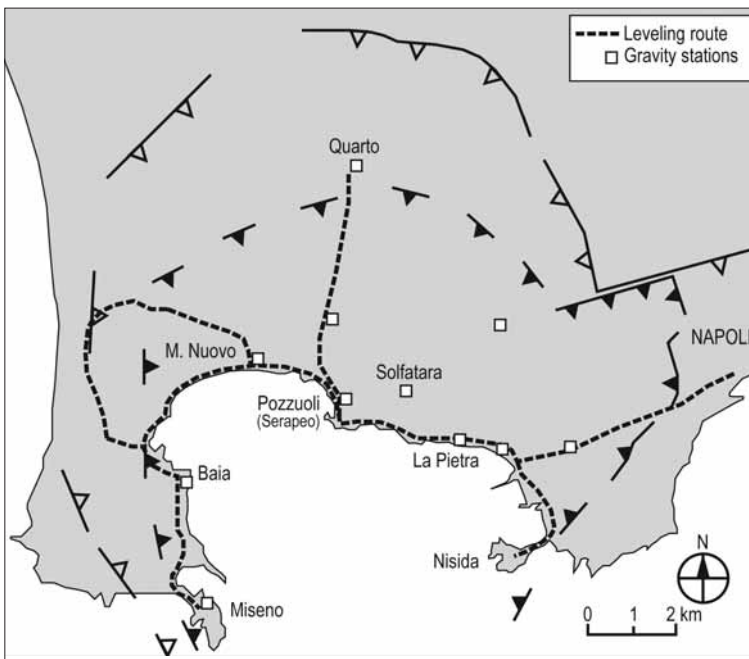 Leveling route
Gravity stations
Quarto
NAPOLI
M. Nuovo
Solfatara
Pozzuoli
(Serapeo)
La Pietra
Baia
Nisida
N
Miseno
0 1 2 km